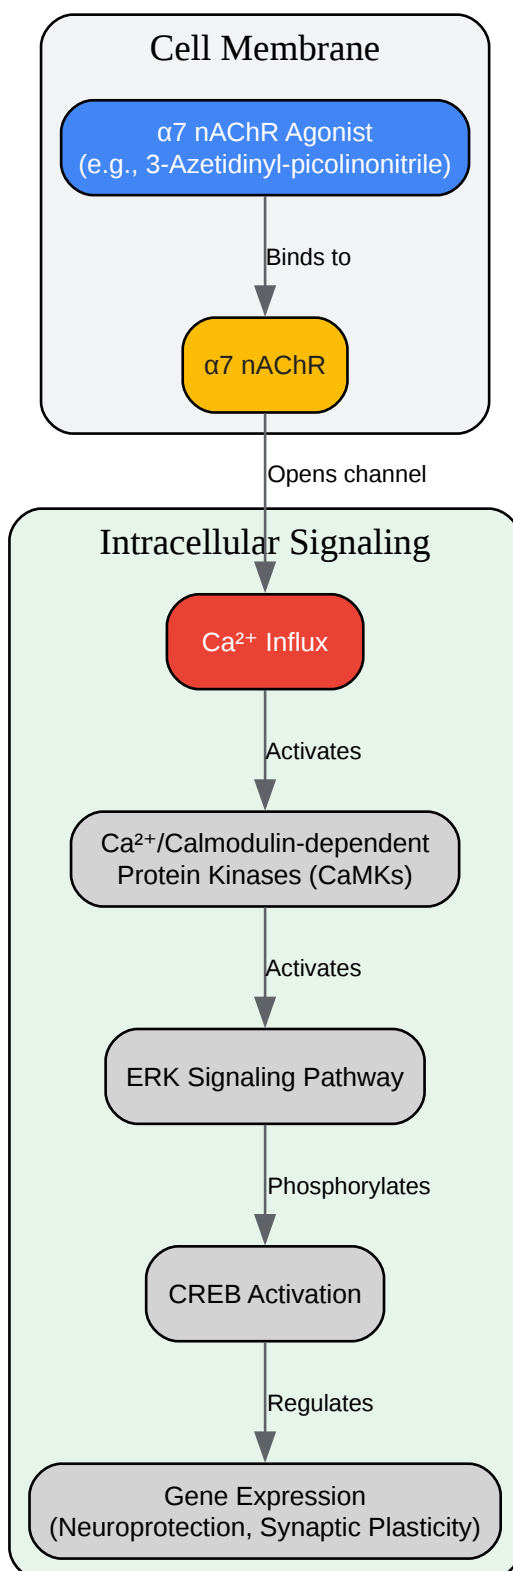 Cell Membrane
α7 nAChR Agonist
(e.g., 3-Azetidinyl-picolinonitrile)
Binds to
α7 nAChR
Opens channel
Intracellular Signaling
Ca²⁺ Influx
Activates
Ca²⁺/Calmodulin-dependent
Protein Kinases (CaMKs)
Activates
ERK Signaling Pathway
Phosphorylates
CREB Activation
Regulates
Gene Expression
(Neuroprotection, Synaptic Plasticity)